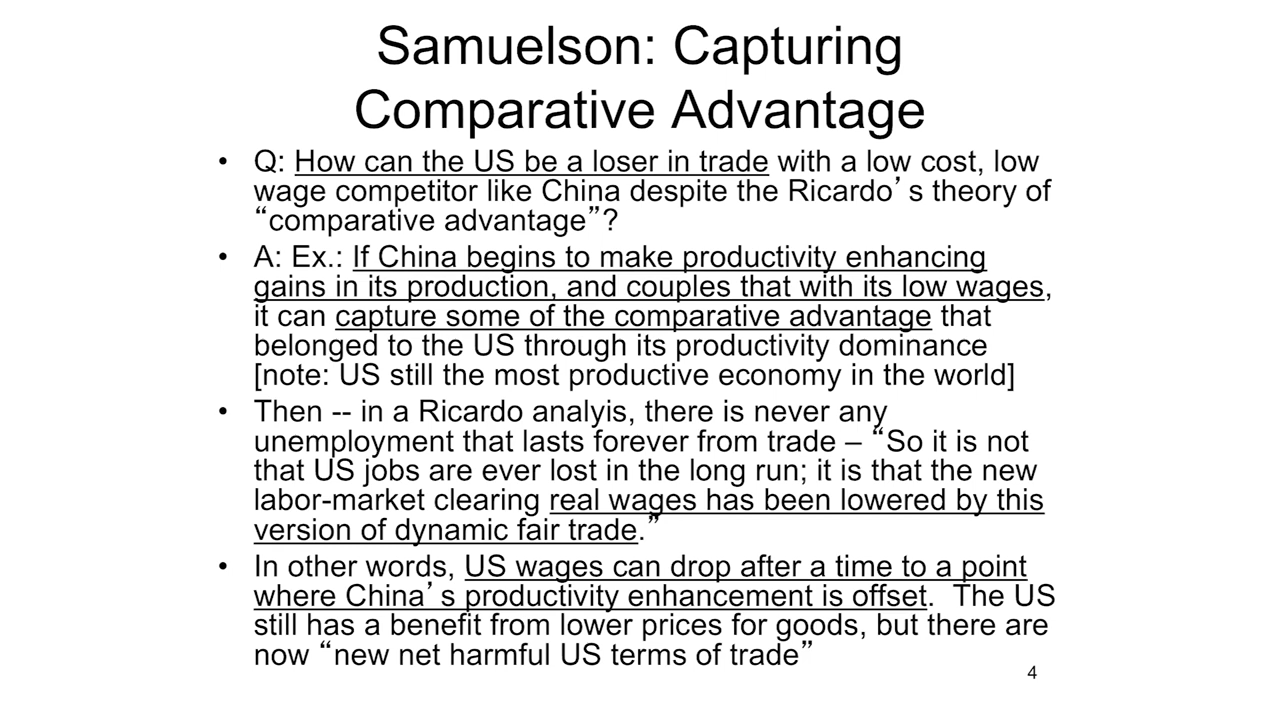 Samuelson: Capturing
Comparative Advantage
• Q: How can the US be a loser in trade with a low cost, low
wage competitor like China despite the Ricardo’s theory of
“comparative advantage”?
• A: Ex.: If China begins to make productivity enhancing
gains in its production, and couples that with its low wages,
it can capture some of the comparative advantage that
belonged to the US through its productivity dominance
[note: US still the most productive economy in the world]
• Then -- in a Ricardo analyis, there is never any
unemployment that lasts forever from trade – “So it is not
that US jobs are ever lost in the long run; it is that the new
labor-market clearing real wages has been lowered by this
version of dynamic fair trade.”
• In other words, US wages can drop after a time to a point
where China’s productivity enhancement is offset.  The US
still has a benefit from lower prices for goods, but there are
now “new net harmful US terms of trade”
4